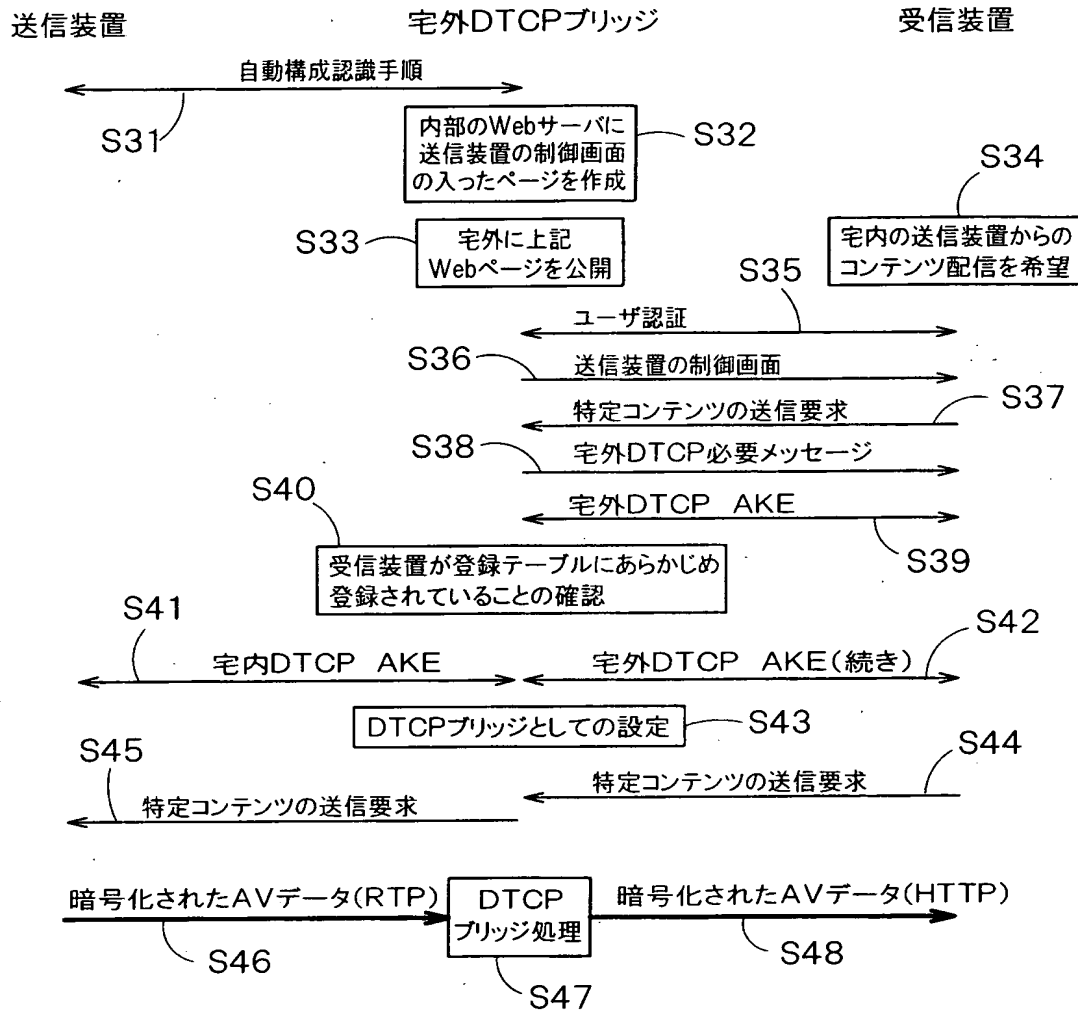 送信装置
宅外DTCPブリッジ
受信装置
自動構成認識手順
S31
内部のWebサーバに
送信装置の制御画面
の入ったページを作成
S32
S34
S33
宅外に上記
Webページを公開
宅内の送信装置からの
コンテンツ配信を希望
S35
ユーザ認証
S36
送信装置の制御画面
特定コンテンツの送信要求
S37
S38
宅外DTCP必要メッセージ
S40
宅外DTCP AKE
S39
受信装置が登録テーブルにあらかじめ
登録されていることの確認
S41
S42
宅内DTCP AKE
宅外DTCP AKE(続き)
DTCPブリッジとしての設定
S43
S45
S44
特定コンテンツの送信要求
特定コンテンツの送信要求
暗号化されたAVデータ(RTP)
DTCP
ブリッジ処理
暗号化されたAVデータ(HTTP)
S46
S48
S47